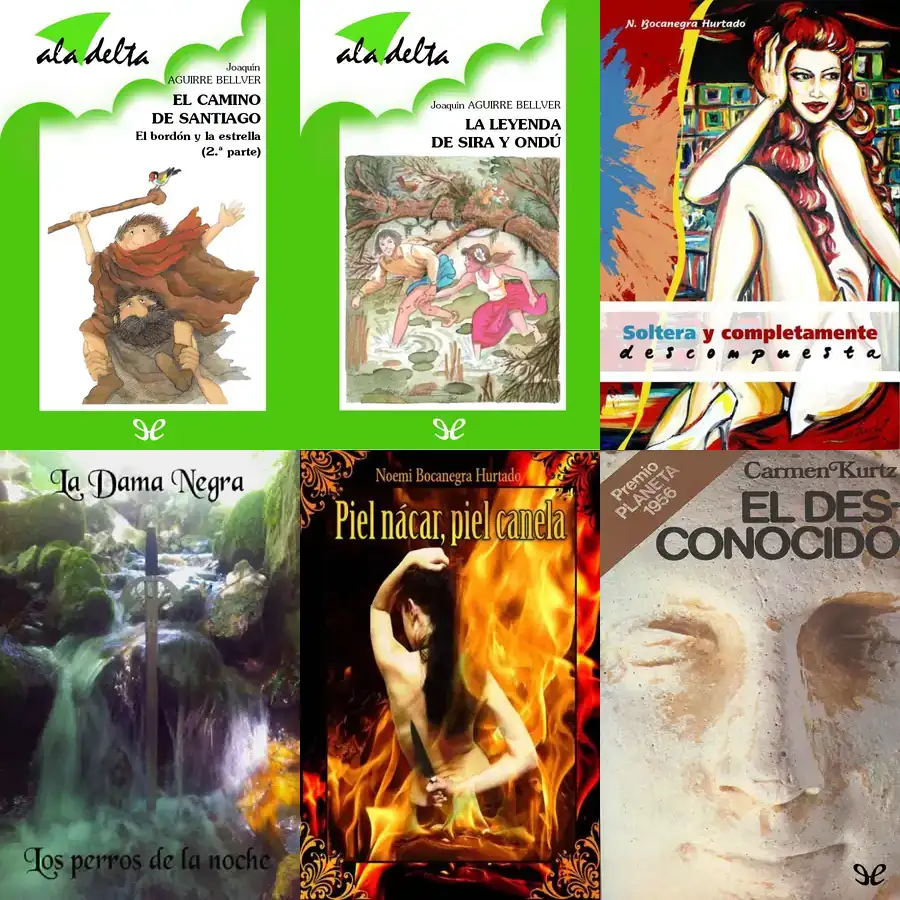 ala delta
Joaquín
AGUIRRE BELLVER
EL CAMINO
DE SANTIAGO
El bordón y la estrella
(2.ª parte)
ala delta
Joaquín AGUIRRE BELLVER
LA LEYENDA
DE SIRA Y ONDÚ
N. Bocanegra Hurtado
Soltera y completamente
descompuesta
La Dama Negra
Los perros de la noche
Noemi Bocanegra Hurtado
Piel nácar, piel canela
Premio
PLANETA
1956
Carmen Kurtz
EL DES-
CONOCIDO